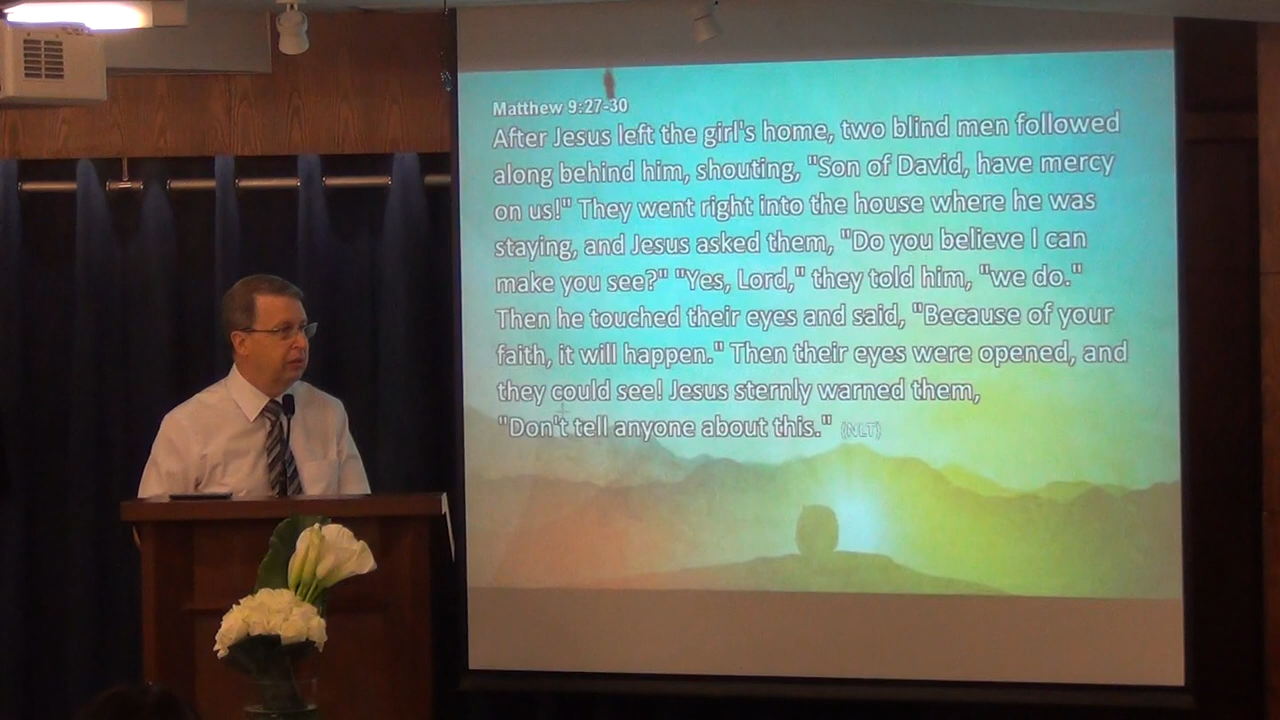 Matthew 9:27-30
After Jesus left the girl's home, two blind men followed
along behind him, shouting, "Son of David, have mercy
on us!" They went right into the house where he was
staying, and Jesus asked them, "Do you believe I can
make you see?" "Yes, Lord," they told him, "we do."
Then he touched their eyes and said, "Because of your
faith, it will happen." Then their eyes were opened, and
they could see! Jesus sternly warned them,
"Don't tell anyone about this." (NLT)